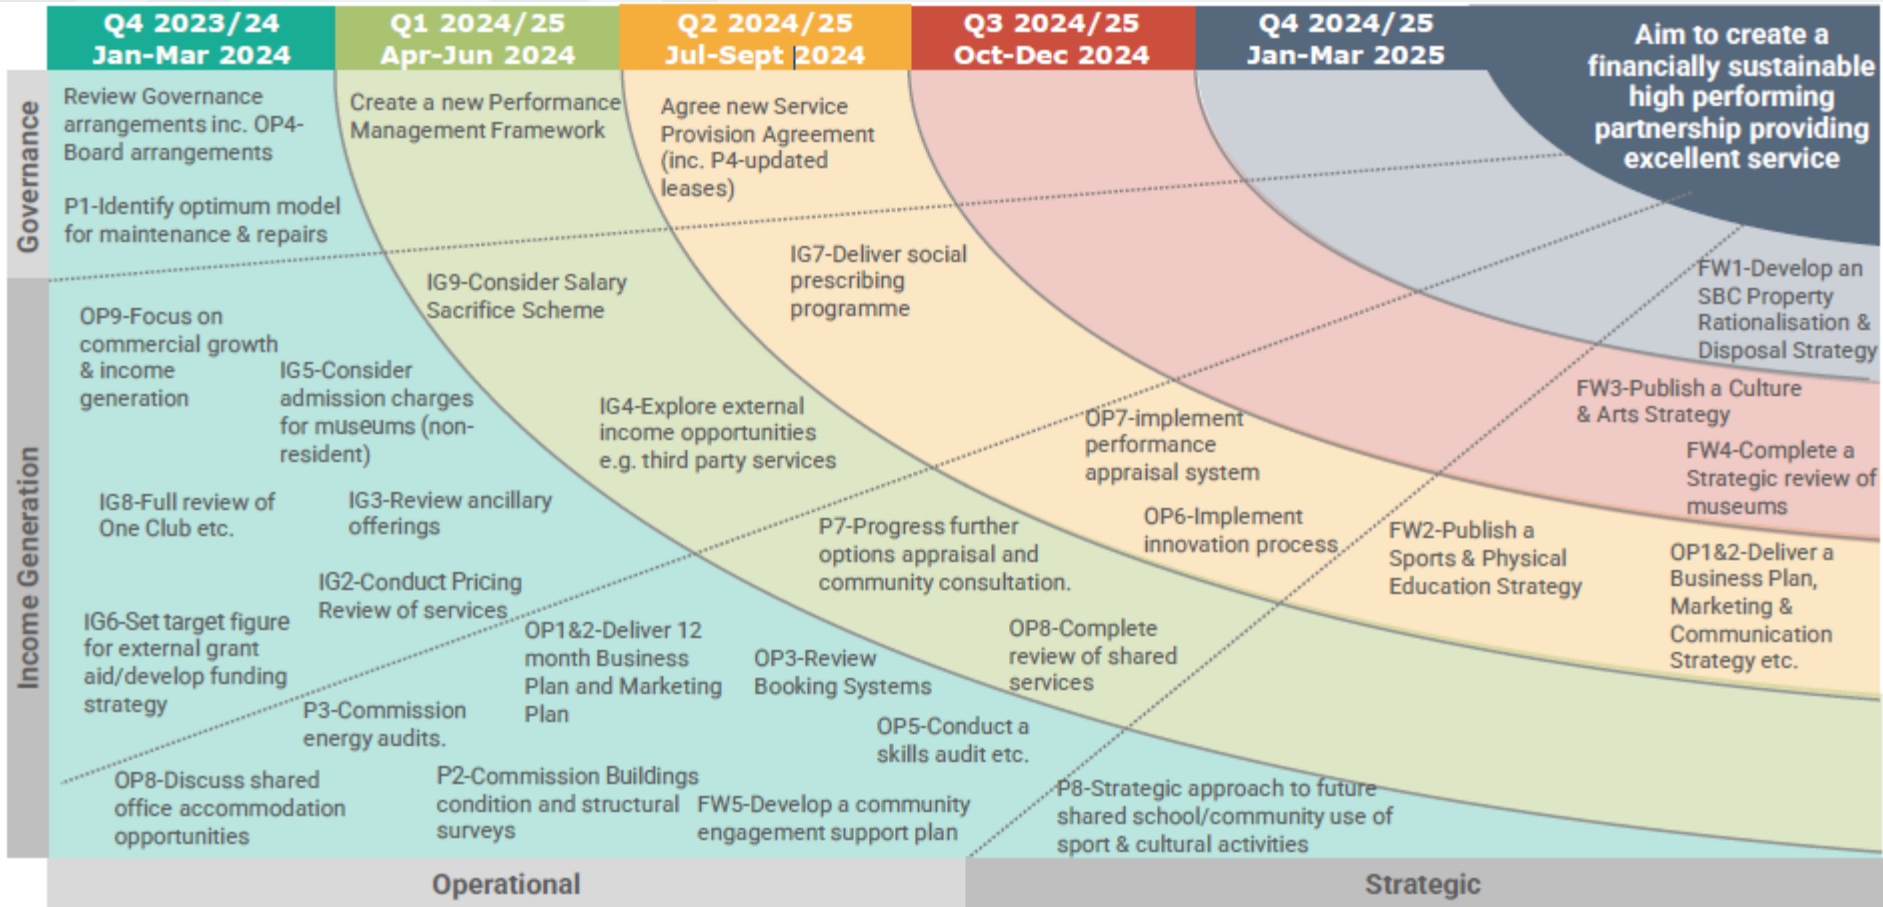 Q4 2023/24
Jan-Mar 2024
Q1 2024/25
Apr-Jun 2024
Q2 2024/25
Jul-Sept 2024
Q3 2024/25
Oct-Dec 2024
Q4 2024/25
Jan-Mar 2025
Aim to create a
financially sustainable
high performing
partnership providing
excellent service
Governance
Review Governance
arrangements inc. OP4-
Board arrangements
P1-Identify optimum model
for maintenance & repairs
Create a new Performance
Management Framework
Agree new Service
Provision Agreement
(inc. P4-updated
leases)
Income Generation
OP9-Focus on
commercial growth
& income
generation
IG5-Consider
admission charges
for museums (non-
resident)
IG8-Full review of
One Club etc.
IG3-Review ancillary
offerings
IG2-Conduct Pricing
Review of services
IG6-Set target figure
for external grant
aid/develop funding
strategy
IG9-Consider Salary
Sacrifice Scheme
IG4-Explore external
income opportunities
e.g. third party services
IG7-Deliver social
prescribing
programme
Operational
P3-Commission
energy audits.
OP8-Discuss shared
office accommodation
opportunities
OP1&2-Deliver 12
month Business
Plan and Marketing
Plan
OP3-Review
Booking Systems
OP5-Conduct a
skills audit etc.
P2-Commission Buildings
condition and structural
surveys
FW5-Develop a community
engagement support plan
P7-Progress further
options appraisal and
community consultation.
OP8-Complete
review of shared
services
OP7-implement
performance
appraisal system
OP6-Implement
innovation process
Strategic
P8-Strategic approach to future
shared school/community use of
sport & cultural activities
FW2-Publish a
Sports & Physical
Education Strategy
OP1&2-Deliver a
Business Plan,
Marketing &
Communication
Strategy etc.
FW3-Publish a Culture
& Arts Strategy
FW4-Complete a
Strategic review of
museums
FW1-Develop an
SBC Property
Rationalisation &
Disposal Strategy